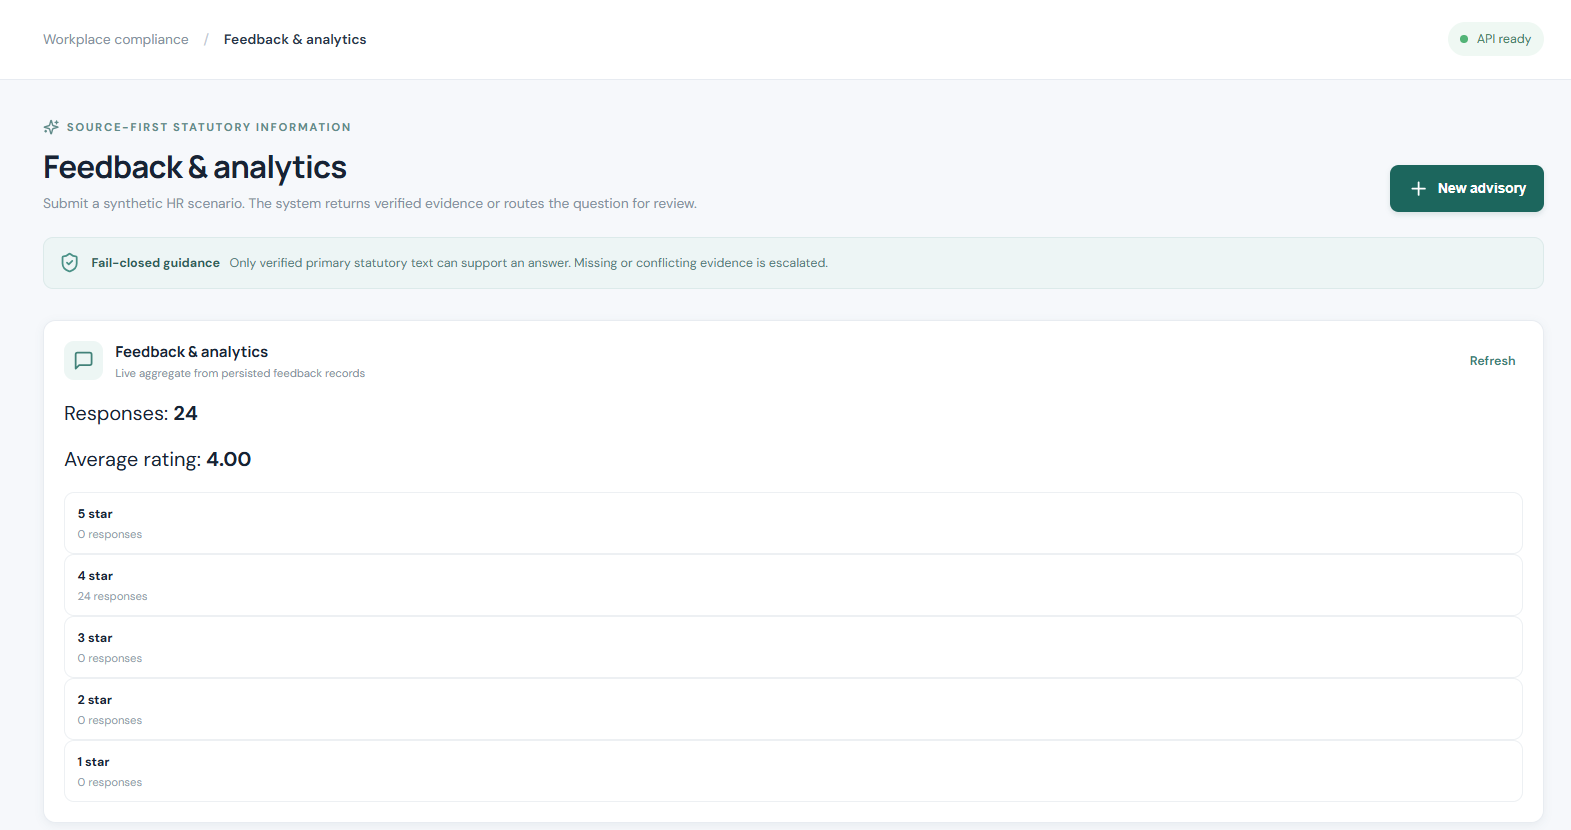 Workplace compliance / Feedback & analytics
API ready
SOURCE-FIRST STATUTORY INFORMATION
Feedback & analytics
Submit a synthetic HR scenario. The system returns verified evidence or routes the question for review.
New advisory
Fail-closed guidance Only verified primary statutory text can support an answer. Missing or conflicting evidence is escalated.
Feedback & analytics
Live aggregate from persisted feedback records
Refresh
Responses: 24
Average rating: 4.00
5 star
0 responses
4 star
24 responses
3 star
0 responses
2 star
0 responses
1 star
0 responses